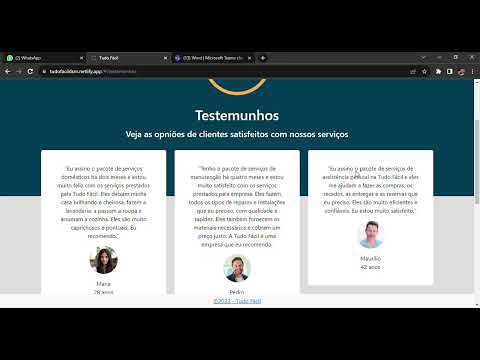 (2) WhatsApp
Tudo Fácil
(13) Word | Microsoft Teams
tudofacildsm.netlify.app/#/testemunhos
Testemunhos
Veja as opniões de clientes satisfeitos com nossos serviços
"Eu assino o pacote de serviços
domésticos há dois meses e estou
muito feliz com os serviços prestados
pela Tudo Fácil. Eles deixam minha
casa brilhando e cheirosa, fazem a
lavanderia, passam a roupa e
arrumam a cozinha. Eles são muito
caprichosos e pontuais. Eu
recomendo."
Maria
28 anos
"Tenho o pacote de serviços de
manutenção há quatro meses e estou
muito satisfeito com os serviços
prestados pela empresa. Eles fazem
todos os tipos de reparos e instalações
que eu preciso, com qualidade e
rapidez. Eles também fornecem os
materiais necessários e cobram um
preço justo. A Tudo Fácil é uma
empresa que eu recomendo.
Pedro
"Eu assino o pacote de serviços de
assistência pessoal na Tudo Fácil e eles
me ajudam a fazer as compras, os
recados, as entregas e as reservas que
eu preciso. Eles são muito eficientes e
confiáveis. Eu estou muito satisfeito."
Maurílio
42 anos
©2023 - Tudo Fácil